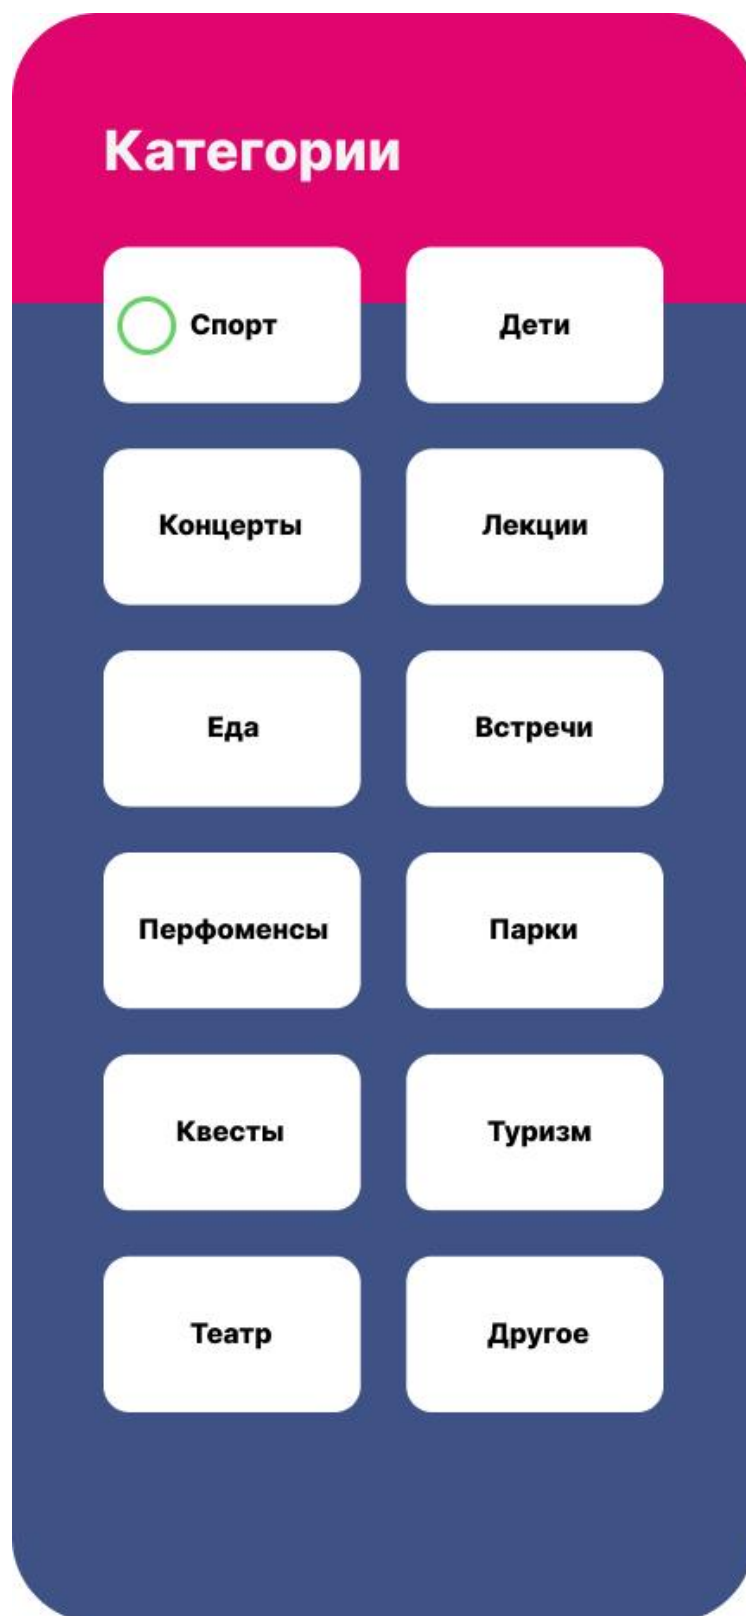 Категории
Спорт
Дети
Концерты
Лекции
Еда
Встречи
Перфоменсы
Парки
Квесты
Туризм
Театр
Другое